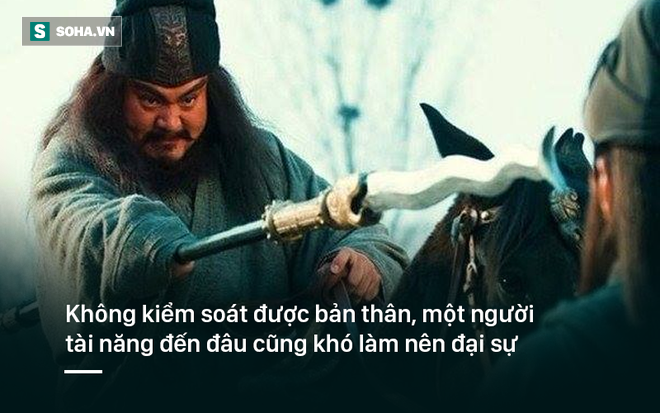 S SOHA.VN
Không kiểm soát được bản thân, một người
tài năng đến đâu cũng khó làm nên đại sự